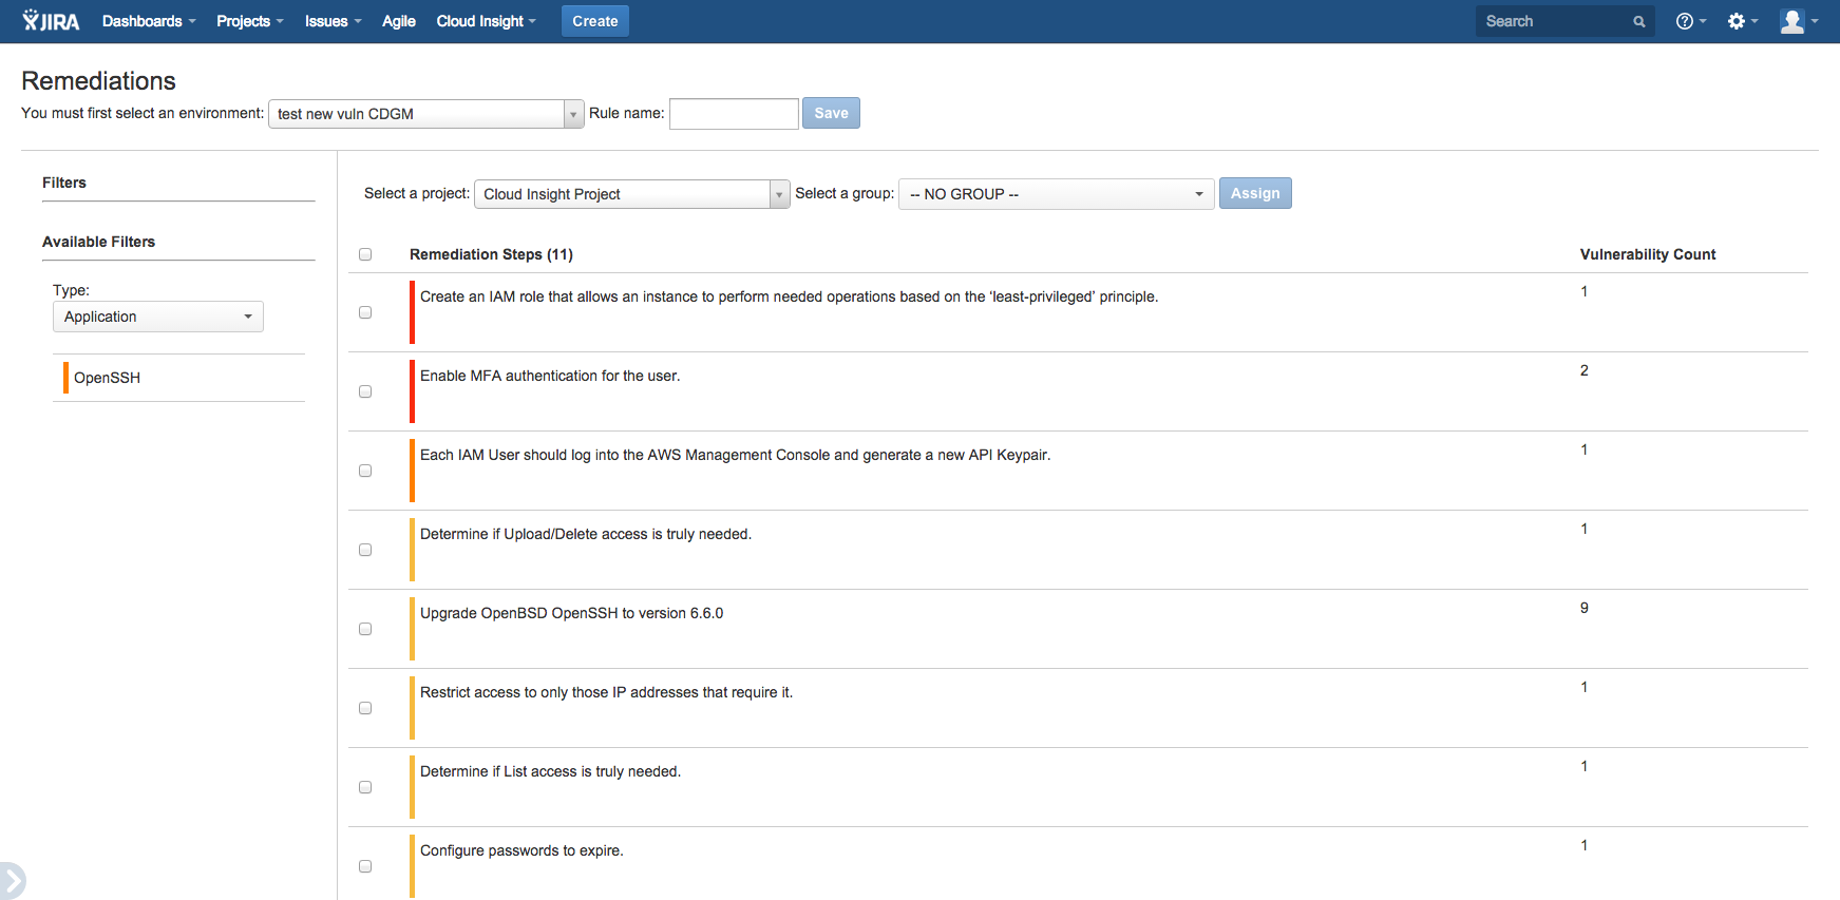 JIRA Dashboards Projects Issues Agile Cloud Insight Create Search
Remediations
You must first select an environment: test new vuln CDGM Rule name: Save
Filters
Select a project: Cloud Insight Project Select a group: -- NO GROUP -- Assign
Available Filters
Remediation Steps (11) Vulnerability Count
Type:
Application
OpenSSH
Create an IAM role that allows an instance to perform needed operations based on the ‘least-privileged’ principle. 1
Enable MFA authentication for the user. 2
Each IAM User should log into the AWS Management Console and generate a new API Keypair. 1
Determine if Upload/Delete access is truly needed. 1
Upgrade OpenBSD OpenSSH to version 6.6.0 9
Restrict access to only those IP addresses that require it. 1
Determine if List access is truly needed. 1
Configure passwords to expire. 1